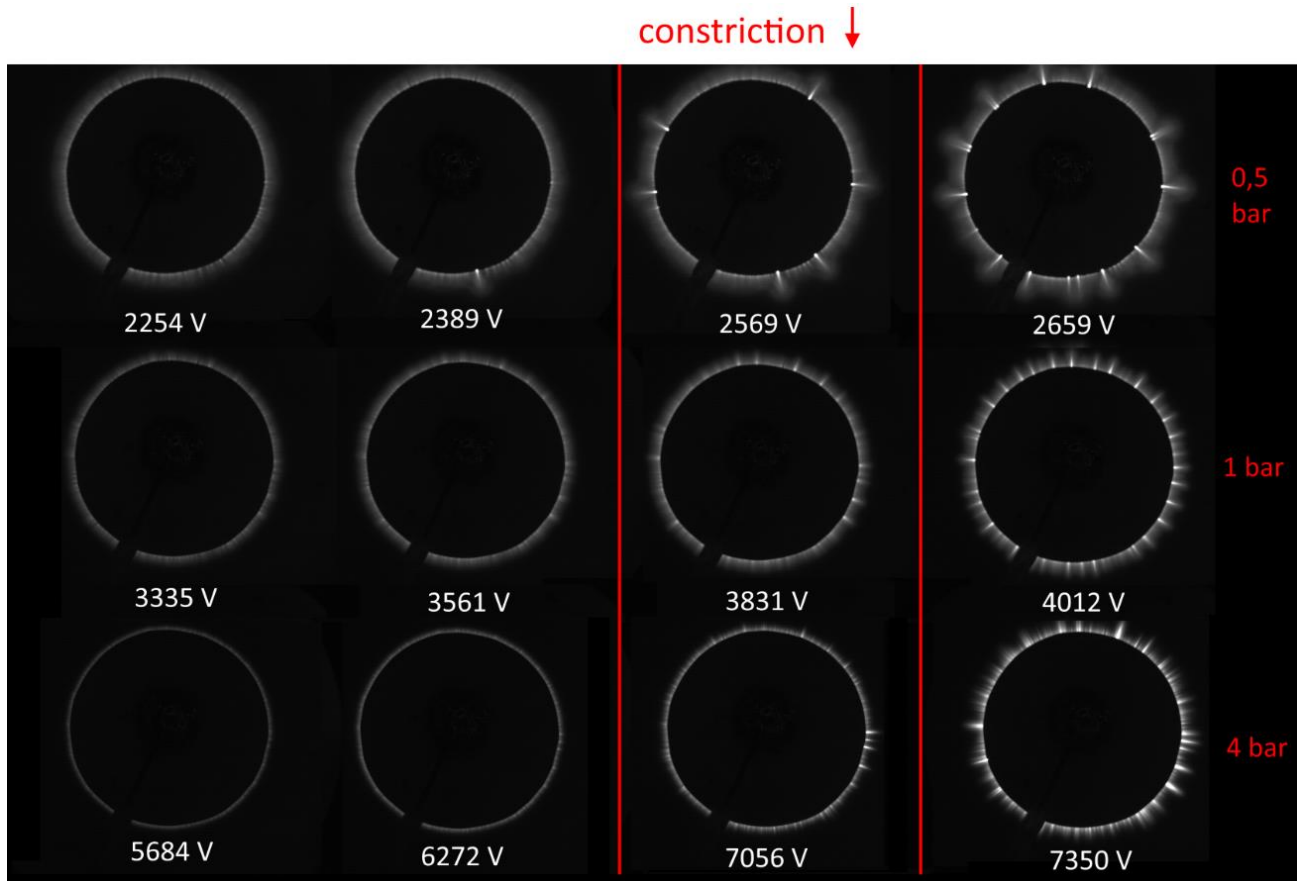 constriction ↓
0,5
bar
2254 V
2389 V
2569 V
2659 V
1 bar
3335 V
3561 V
3831 V
4012 V
4 bar
5684 V
6272 V
7056 V
7350 V